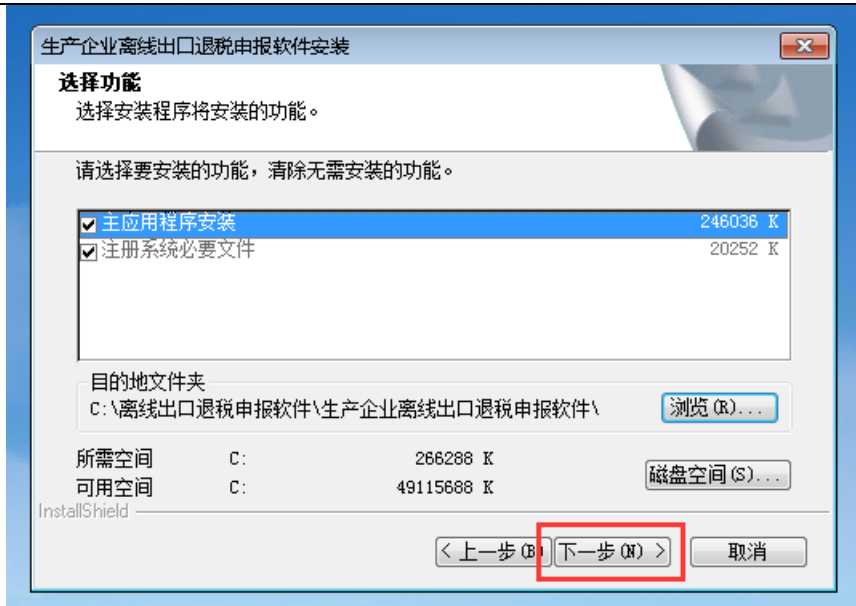 生产企业离线出口退税申报软件安装
选择功能
选择安装程序将安装的功能。
请选择要安装的功能，清除无需安装的功能。
主应用程序安装 246036 K
注册系统必要文件 20252 K
目的地文件夹
C:\离线出口退税申报软件\生产企业离线出口退税申报软件\ 浏览(R)...
所需空间 C: 266288 K
可用空间 C: 49115688 K
磁盘空间(S)...
InstallShield
< 上一步(B) 下一步(N) > 取消